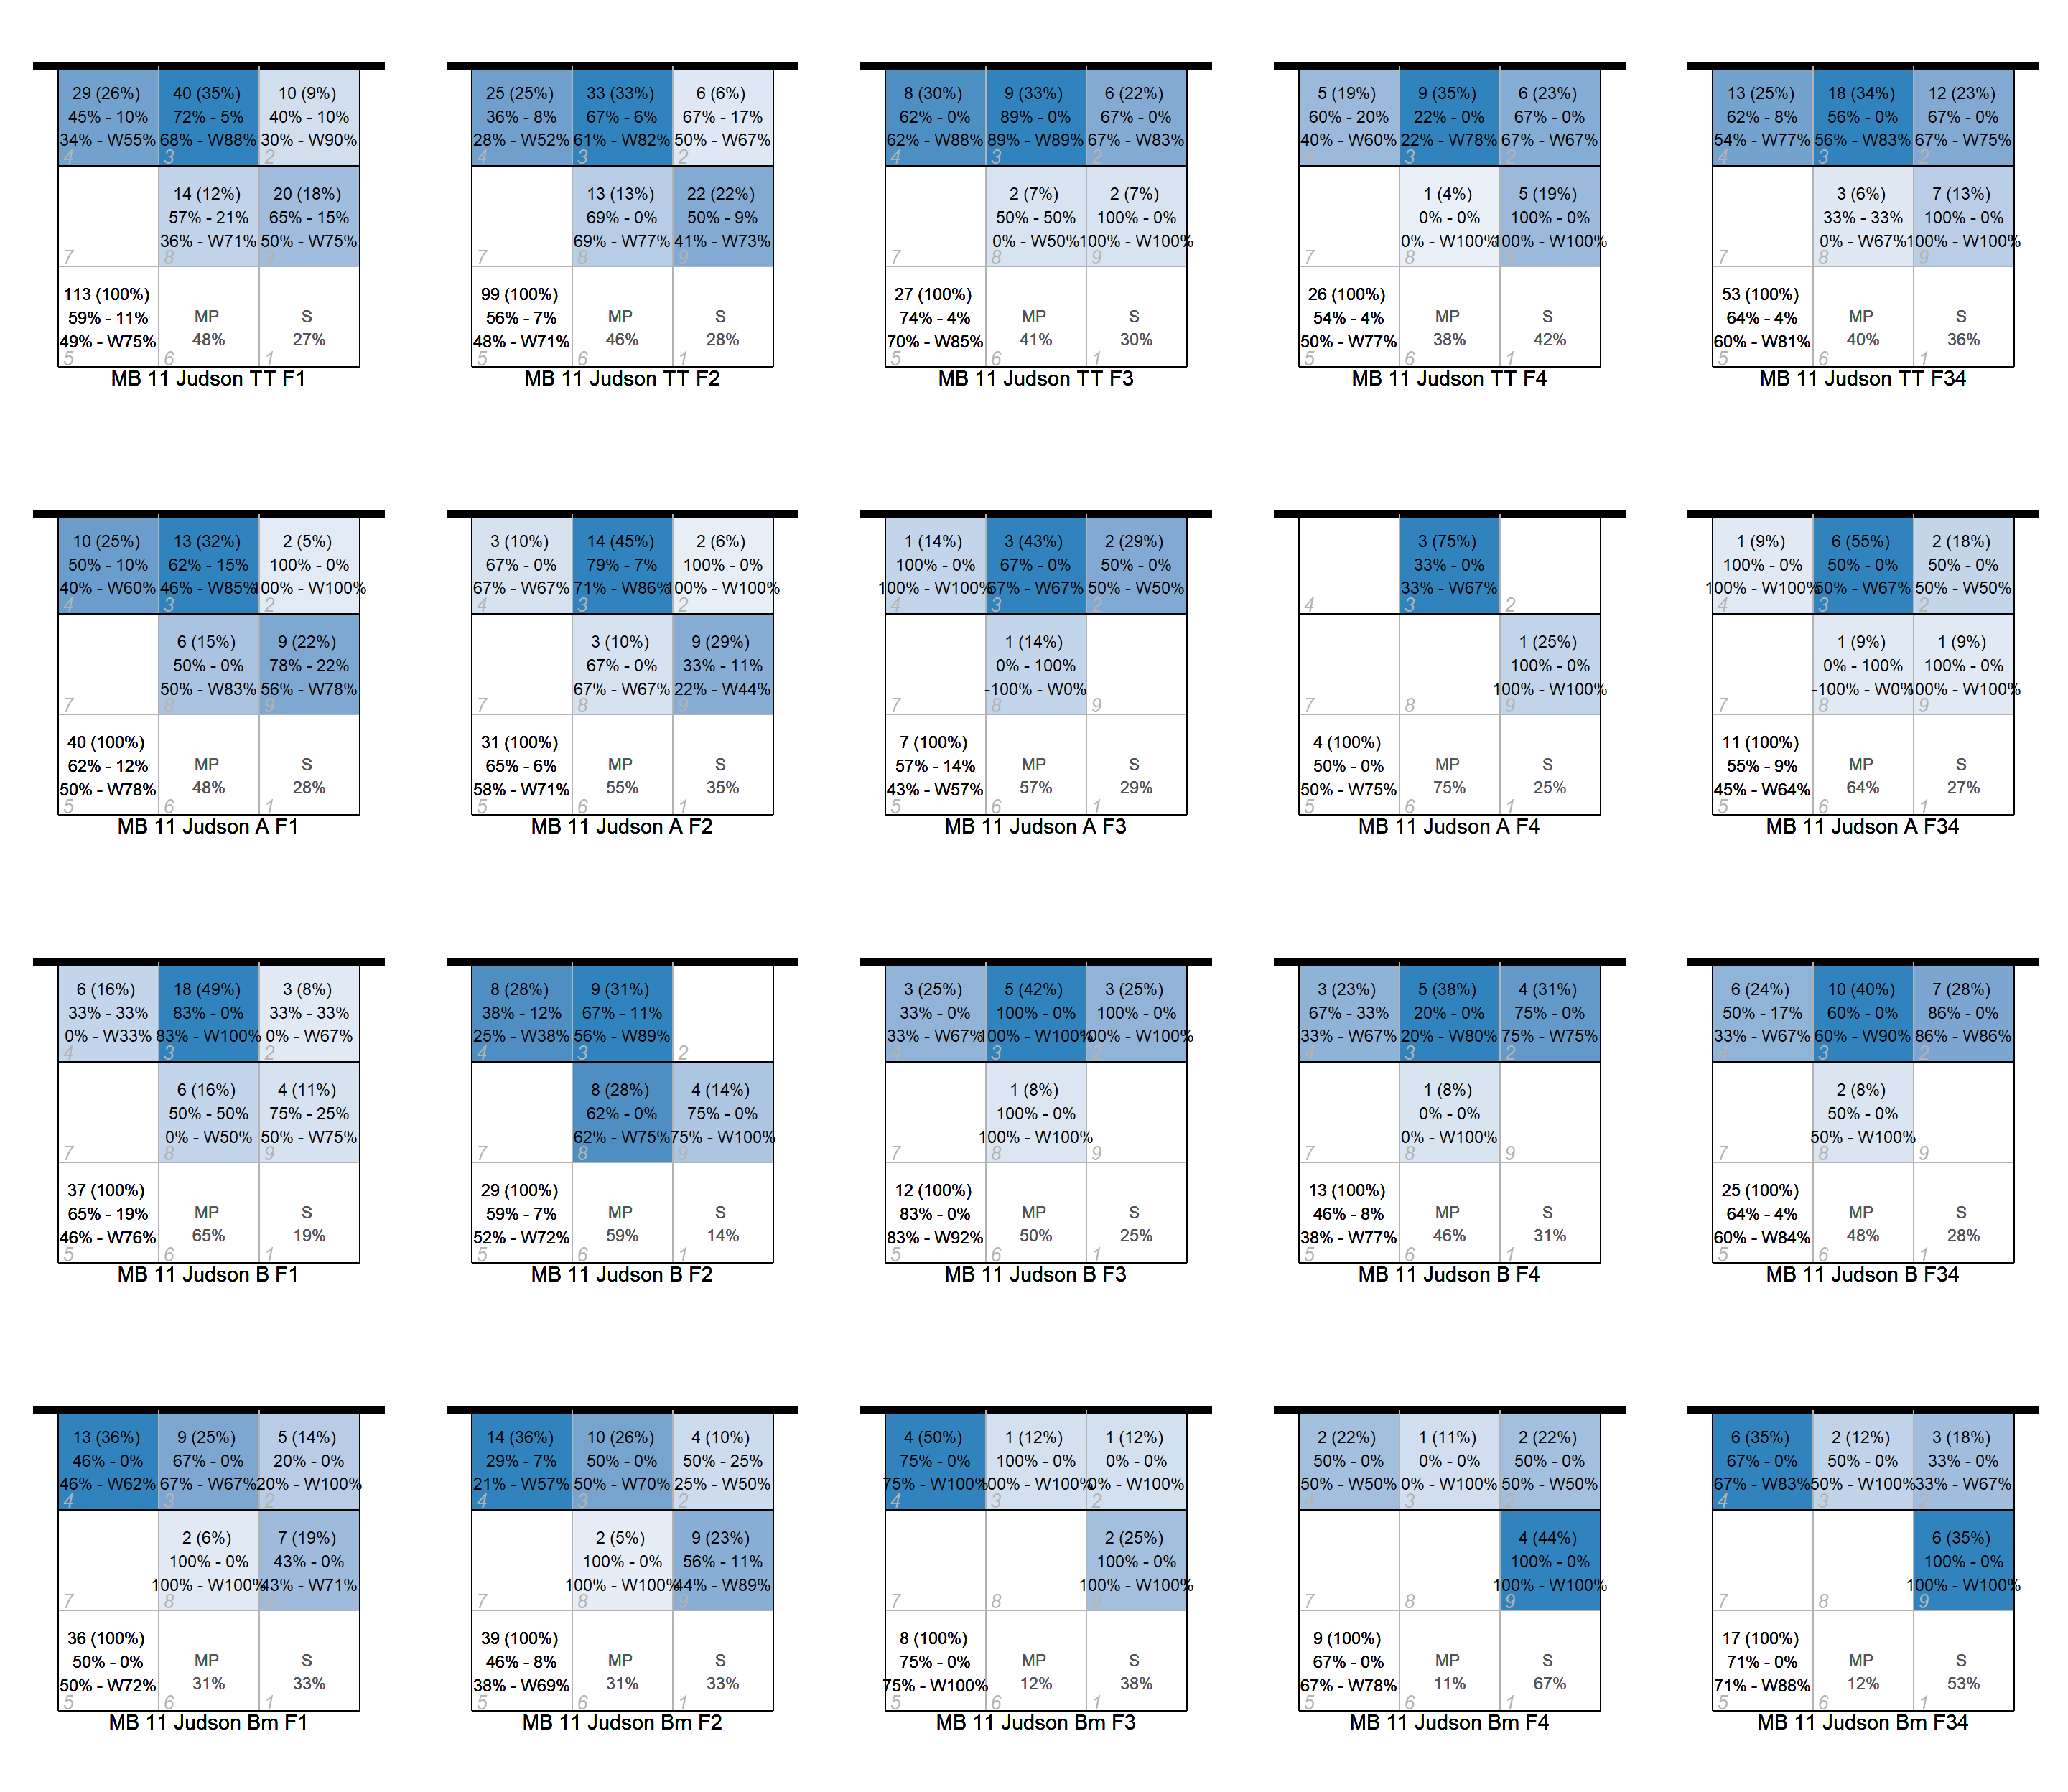 29 (26%)
45% - 10%
34% - W55%
4
40 (35%)
72% - 5%
68% - W88%
3
10 (9%)
40% - 10%
30% - W90%
2
7
14 (12%)
57% - 21%
36% - W71%
8
20 (18%)
65% - 15%
50% - W75%
9
113 (100%)
59% - 11%
49% - W75%
5
MP
48%
6
S
27%
1
MB 11 Judson TT F1
25 (25%)
36% - 8%
28% - W52%
4
33 (33%)
67% - 6%
61% - W82%
3
6 (6%)
67% - 17%
50% - W67%
2
7
13 (13%)
69% - 0%
69% - W77%
8
22 (22%)
50% - 9%
41% - W73%
9
99 (100%)
56% - 7%
48% - W71%
5
MP
46%
6
S
28%
1
MB 11 Judson TT F2
8 (30%)
62% - 0%
62% - W88%
4
9 (33%)
89% - 0%
89% - W89%
3
6 (22%)
67% - 0%
67% - W83%
2
7
2 (7%)
50% - 50%
0% - W50%
8
2 (7%)
100% - 0%
100% - W100%
9
27 (100%)
74% - 4%
70% - W85%
5
MP
41%
6
S
30%
1
MB 11 Judson TT F3
5 (19%)
60% - 20%
40% - W60%
4
9 (35%)
22% - 0%
22% - W78%
3
6 (23%)
67% - 0%
67% - W67%
2
7
1 (4%)
0% - 0%
0% - W100%
8
5 (19%)
100% - 0%
100% - W100%
9
26 (100%)
54% - 4%
50% - W77%
5
MP
38%
6
S
42%
1
MB 11 Judson TT F4
13 (25%)
62% - 8%
54% - W77%
4
18 (34%)
56% - 0%
56% - W83%
3
12 (23%)
67% - 0%
67% - W75%
2
7
3 (6%)
33% - 33%
0% - W67%
8
7 (13%)
100% - 0%
100% - W100%
9
53 (100%)
64% - 4%
60% - W81%
5
MP
40%
6
S
36%
1
MB 11 Judson TT F34
10 (25%)
50% - 10%
40% - W60%
4
13 (32%)
62% - 15%
46% - W85%
3
2 (5%)
100% - 0%
100% - W100%
2
7
6 (15%)
50% - 0%
50% - W83%
8
9 (22%)
78% - 22%
56% - W78%
9
40 (100%)
62% - 12%
50% - W78%
5
MP
48%
6
S
28%
1
MB 11 Judson A F1
3 (10%)
67% - 0%
67% - W67%
4
14 (45%)
79% - 7%
71% - W86%
3
2 (6%)
100% - 0%
100% - W100%
2
7
3 (10%)
67% - 0%
67% - W67%
8
9 (29%)
33% - 11%
22% - W44%
9
31 (100%)
65% - 6%
58% - W71%
5
MP
55%
6
S
35%
1
MB 11 Judson A F2
1 (14%)
100% - 0%
100% - W100%
4
3 (43%)
67% - 0%
67% - W67%
3
2 (29%)
50% - 0%
50% - W50%
2
7
1 (14%)
0% - 100%
-100% - W0%
8
9
7 (100%)
57% - 14%
43% - W57%
5
MP
57%
6
S
29%
1
MB 11 Judson A F3
4
3 (75%)
33% - 0%
33% - W67%
3
2
7
8
1 (25%)
100% - 0%
100% - W100%
9
4 (100%)
50% - 0%
50% - W75%
5
MP
75%
6
S
25%
1
MB 11 Judson A F4
1 (9%)
100% - 0%
100% - W100%
4
6 (55%)
50% - 0%
50% - W67%
3
2 (18%)
50% - 0%
50% - W50%
2
7
1 (9%)
0% - 100%
-100% - W0%
8
1 (9%)
100% - 0%
100% - W100%
9
11 (100%)
55% - 9%
45% - W64%
5
MP
64%
6
S
27%
1
MB 11 Judson A F34
6 (16%)
33% - 33%
0% - W33%
4
18 (49%)
83% - 0%
83% - W100%
3
3 (8%)
33% - 33%
0% - W67%
2
7
6 (16%)
50% - 50%
0% - W50%
8
4 (11%)
75% - 25%
50% - W75%
9
37 (100%)
65% - 19%
46% - W76%
5
MP
65%
6
S
19%
1
MB 11 Judson B F1
8 (28%)
38% - 12%
25% - W38%
4
9 (31%)
67% - 11%
56% - W89%
3
2
7
8 (28%)
62% - 0%
62% - W75%
8
4 (14%)
75% - 0%
75% - W100%
9
29 (100%)
59% - 7%
52% - W72%
5
MP
59%
6
S
14%
1
MB 11 Judson B F2
3 (25%)
33% - 0%
33% - W67%
4
5 (42%)
100% - 0%
100% - W100%
3
3 (25%)
100% - 0%
100% - W100%
2
7
1 (8%)
100% - 0%
100% - W100%
8
9
12 (100%)
83% - 0%
83% - W92%
5
MP
50%
6
S
25%
1
MB 11 Judson B F3
3 (23%)
67% - 33%
33% - W67%
4
5 (38%)
20% - 0%
20% - W80%
3
4 (31%)
75% - 0%
75% - W75%
2
7
1 (8%)
0% - 0%
0% - W100%
8
9
13 (100%)
46% - 8%
38% - W77%
5
MP
46%
6
S
31%
1
MB 11 Judson B F4
6 (24%)
50% - 17%
33% - W67%
4
10 (40%)
60% - 0%
60% - W90%
3
7 (28%)
86% - 0%
86% - W86%
2
7
2 (8%)
50% - 0%
50% - W100%
8
9
25 (100%)
64% - 4%
60% - W84%
5
MP
48%
6
S
28%
1
MB 11 Judson B F34
13 (36%)
46% - 0%
46% - W62%
4
9 (25%)
67% - 0%
67% - W67%
3
5 (14%)
20% - 0%
20% - W100%
2
7
2 (6%)
100% - 0%
100% - W100%
8
7 (19%)
43% - 0%
43% - W71%
9
36 (100%)
50% - 0%
50% - W72%
5
MP
31%
6
S
33%
1
MB 11 Judson Bm F1
14 (36%)
29% - 7%
21% - W57%
4
10 (26%)
50% - 0%
50% - W70%
3
4 (10%)
50% - 25%
25% - W50%
2
7
2 (5%)
100% - 0%
100% - W100%
8
9 (23%)
56% - 11%
44% - W89%
9
39 (100%)
46% - 8%
38% - W69%
5
MP
31%
6
S
33%
1
MB 11 Judson Bm F2
4 (50%)
75% - 0%
75% - W100%
4
1 (12%)
100% - 0%
100% - W100%
3
1 (12%)
0% - 0%
0% - W100%
2
7
8
2 (25%)
100% - 0%
100% - W100%
9
8 (100%)
75% - 0%
75% - W100%
5
MP
12%
6
S
38%
1
MB 11 Judson Bm F3
2 (22%)
50% - 0%
50% - W50%
4
1 (11%)
0% - 0%
0% - W100%
3
2 (22%)
50% - 0%
50% - W50%
2
7
8
4 (44%)
100% - 0%
100% - W100%
9
9 (100%)
67% - 0%
67% - W78%
5
MP
11%
6
S
67%
1
MB 11 Judson Bm F4
6 (35%)
67% - 0%
67% - W83%
4
2 (12%)
50% - 0%
50% - W100%
3
3 (18%)
33% - 0%
33% - W67%
2
7
8
6 (35%)
100% - 0%
100% - W100%
9
17 (100%)
71% - 0%
71% - W88%
5
MP
12%
6
S
53%
1
MB 11 Judson Bm F34